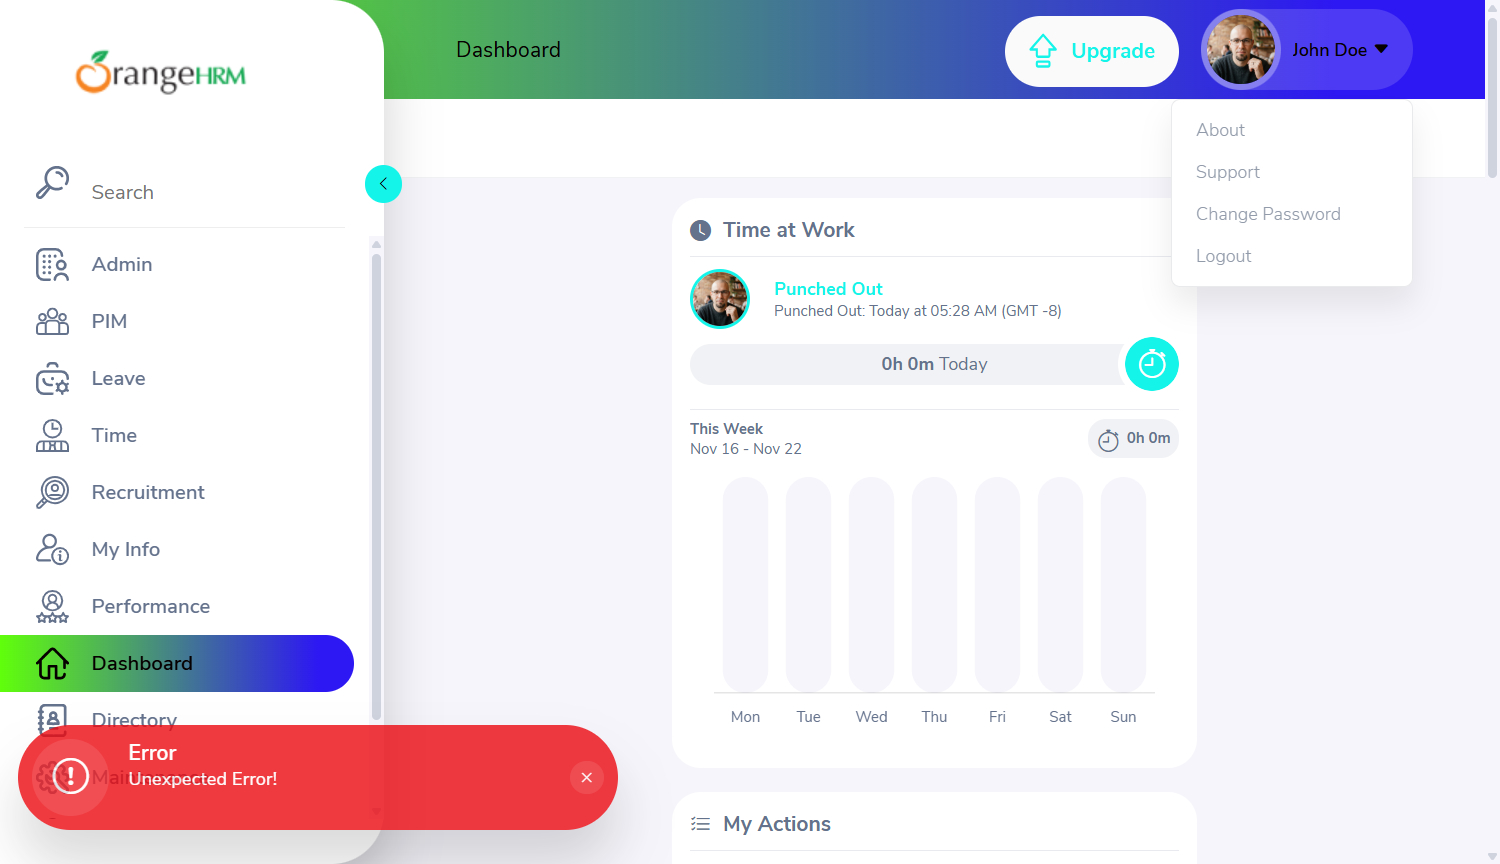 OrangeHRM
Dashboard
Upgrade
John Doe
About
Support
Change Password
Logout
Search
Admin
PIM
Leave
Time
Recruitment
My Info
Performance
Dashboard
Directory
Error
Unexpected Error!
Time at Work
Punched Out
Punched Out: Today at 05:28 AM (GMT -8)
0h 0m Today
This Week
Nov 16 - Nov 22
0h 0m
Mon Tue Wed Thu Fri Sat Sun
My Actions